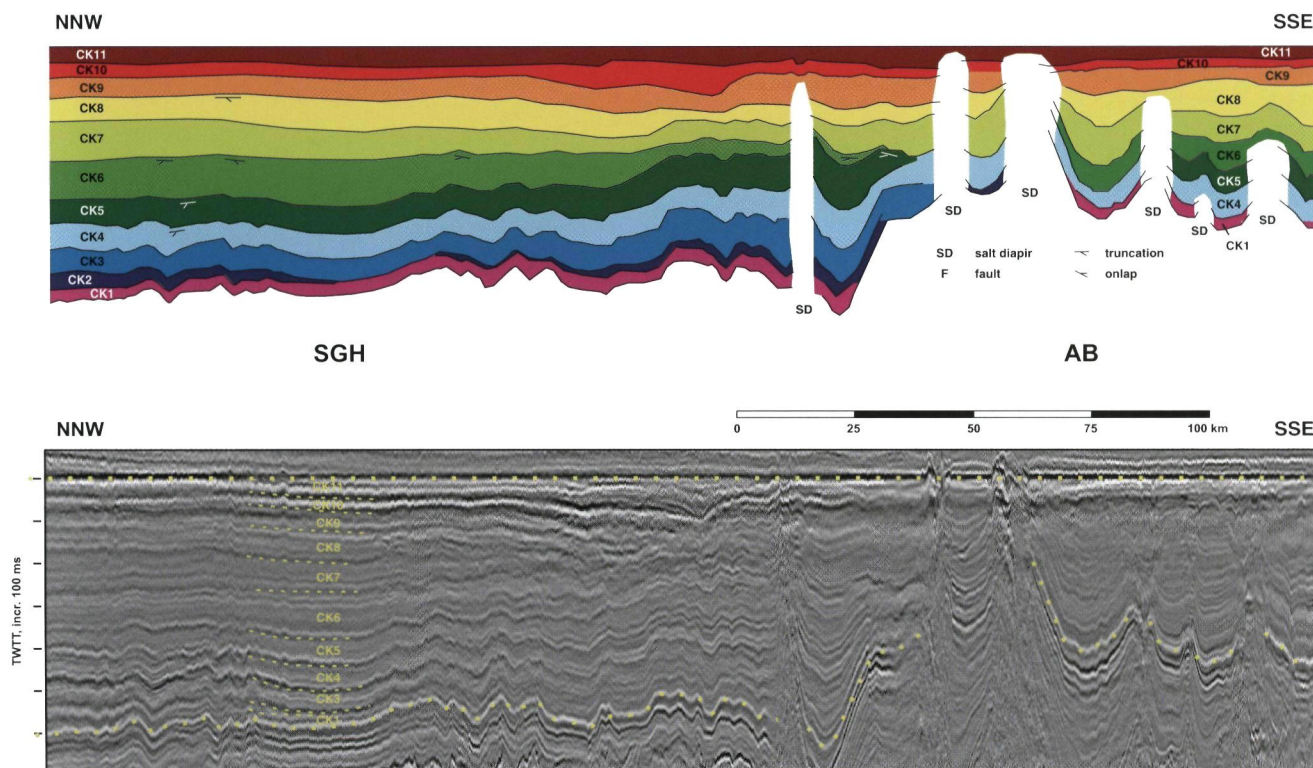 NNW SSE
CK11 CK11
CK10 CK10
CK9 CK9
CK8 CK8
CK7 CK7
CK6 CK6
CK5 CK5
CK4 CK4
CK3
CK2
CK1
SD
SD
SD
SD
SD
SD
CK1
SD salt diapir truncation
F fault onlap
SGH AB
0 25 50 75 100 km
NNW SSE
CK10
CK9
CK8
CK7
CK6
CK5
CK4
CK3
TWTT, incr. 100 ms